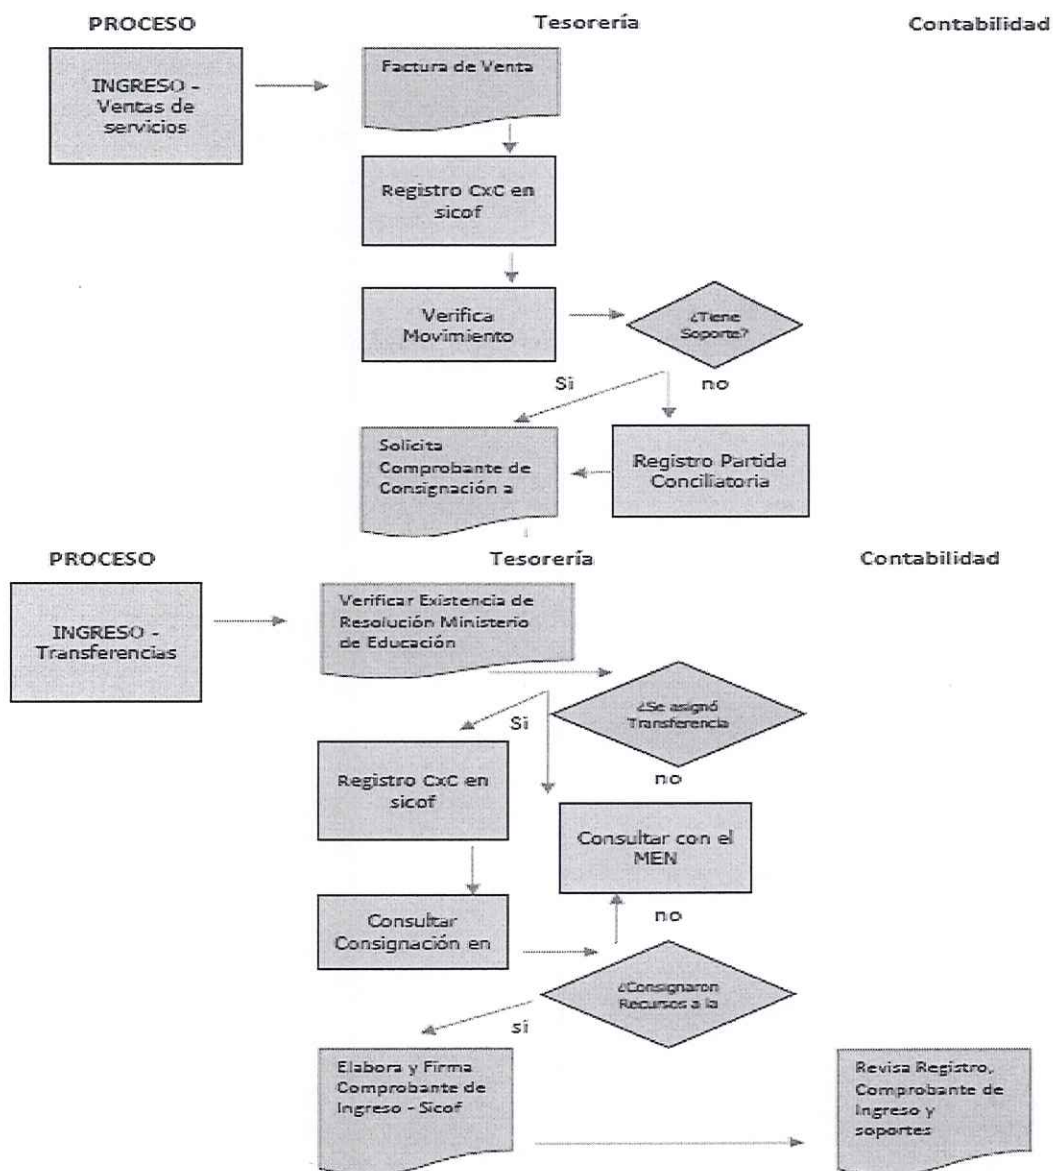 PROCESO
Tesorería
Contabilidad
INGRESO -
Ventas de
servicios
Factura de Venta
Registro CxC en
sicof
Verifica
Movimiento
¿Tiene
Soporte?
Si
no
Solicita
Comprobante de
Consignación a
Registro Partida
Conciliatoria
PROCESO
Tesorería
Contabilidad
INGRESO -
Transferencias
Verificar Existencia de
Resolución Ministerio
de Educación
¿Se asignó
Transferencia
Si
no
Registro CxC en
sicof
Consultar con el
MEN
Consultar
Consignación en
no
¿Consignaron
Recursos a la
sí
Elabora y Firma
Comprobante de
Ingreso - Sicof
Revisa Registro,
Comprobante de
Ingreso y
soportes